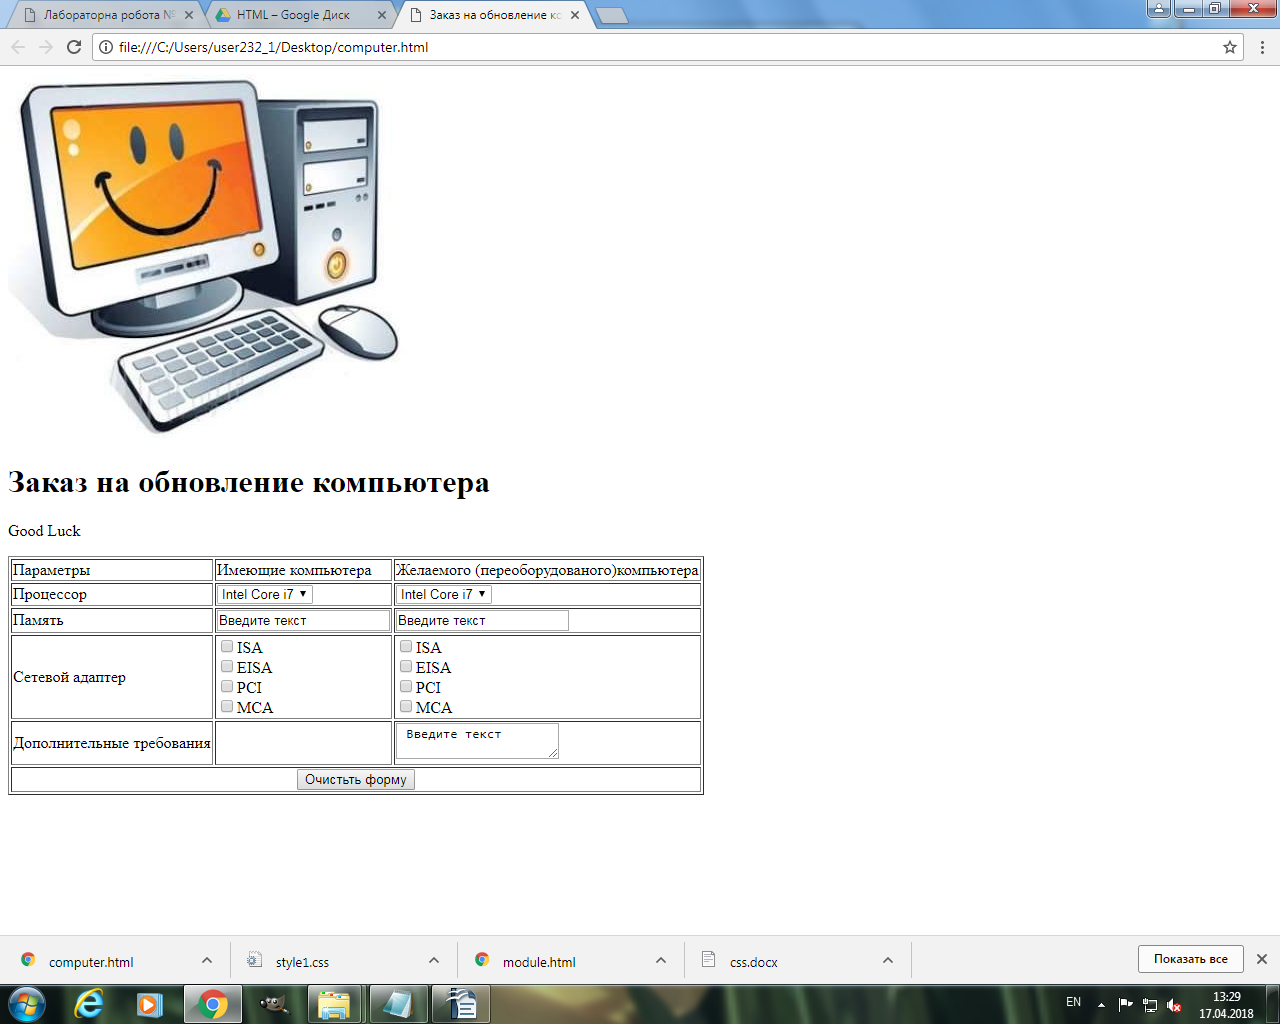 Лабораторна робота №
HTML – Google Диск
Заказ на обновление ко
file:///C:/Users/user232_1/Desktop/computer.html
Заказ на обновление компьютера
Good Luck
Параметры Имеющие компьютера Желаемого (переоборудованого)компьютера
Процессор Intel Core i7 Intel Core i7
Память Введите текст Введите текст
Сетевой адаптер
ISA ISA
EISA EISA
PCI PCI
MCA MCA
Дополнительные требования Введите текст
Очистьть форму
computer.html style1.css module.html css.docx Показать все
EN 13:29
17.04.2018